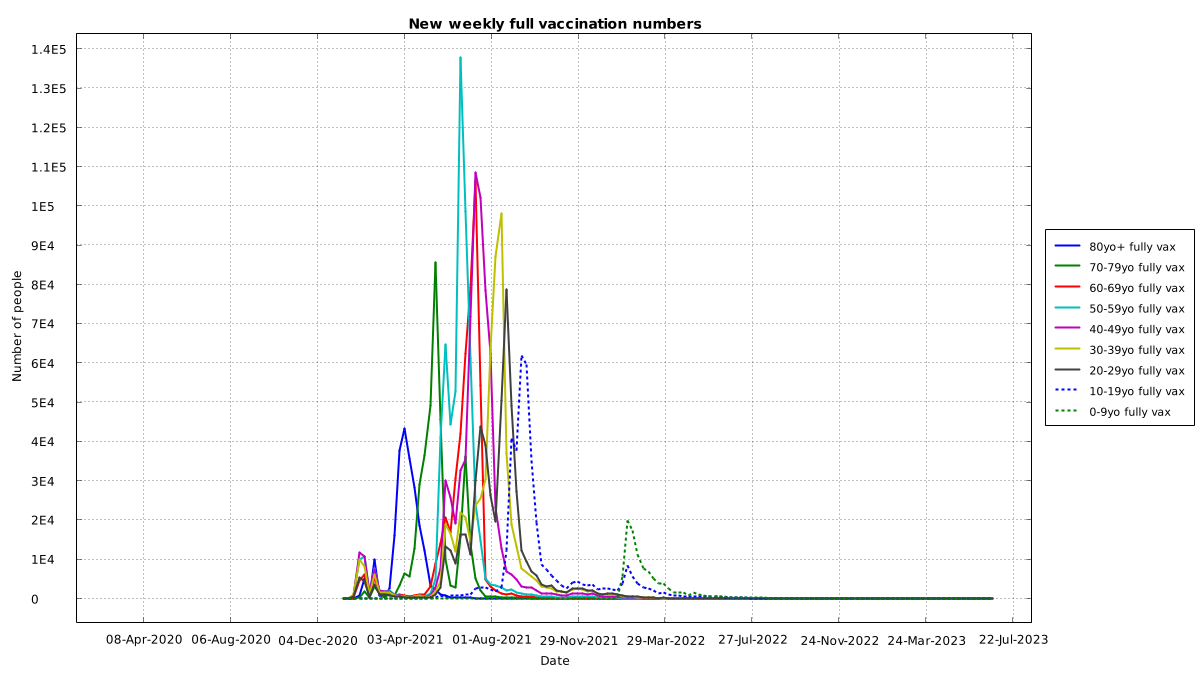 New weekly full vaccination numbers
1.4E5
1.3E5
1.2E5
1.1E5
1E5
9E4
8E4
7E4
6E4
5E4
4E4
3E4
2E4
1E4
0
Number of people
08-Apr-2020 06-Aug-2020 04-Dec-2020 03-Apr-2021 01-Aug-2021 29-Nov-2021 29-Mar-2022 27-Jul-2022 24-Nov-2022 24-Mar-2023 22-Jul-2023
Date
80yo+ fully vax
70-79yo fully vax
60-69yo fully vax
50-59yo fully vax
40-49yo fully vax
30-39yo fully vax
20-29yo fully vax
10-19yo fully vax
0-9yo fully vax